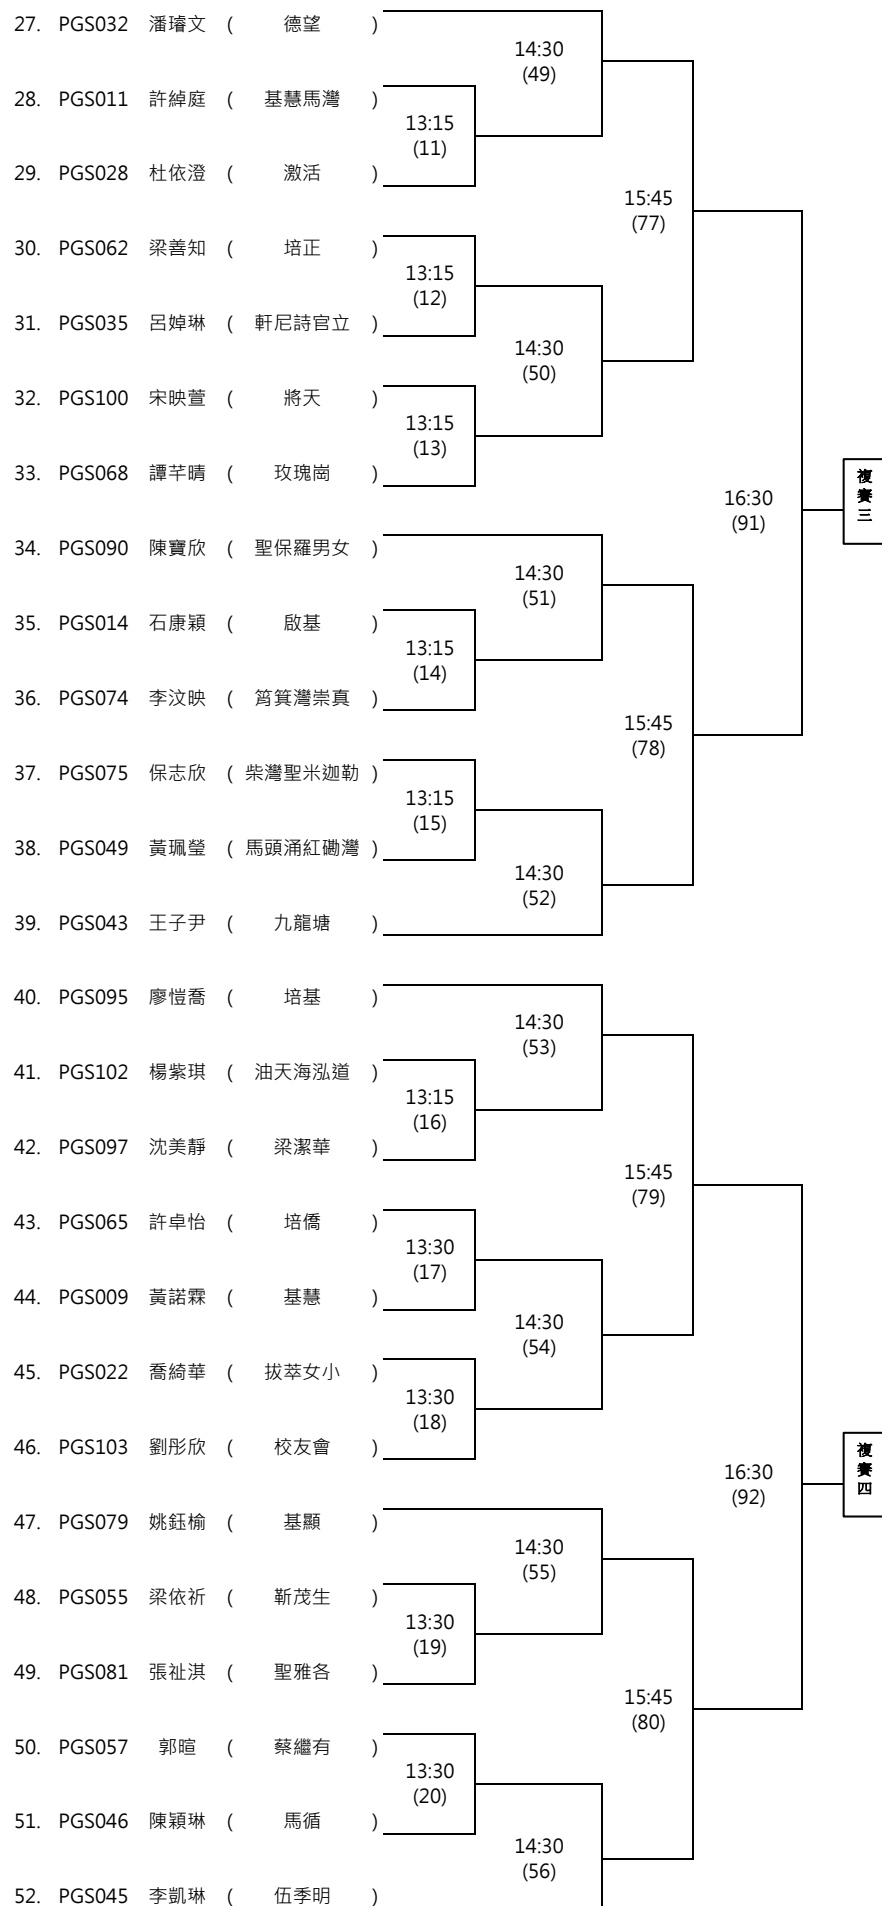 27. PGS032 潘璿文 ( 德望 )
14:30
(49)
28. PGS011 許綽庭 ( 基慧馬灣 )
13:15
(11)
29. PGS028 杜依澄 ( 激活 )
15:45
(77)
30. PGS062 梁善知 ( 培正 )
13:15
(12)
31. PGS035 呂婥琳 ( 軒尼詩官立 )
14:30
(50)
32. PGS100 宋映萱 ( 將天 )
13:15
(13)
33. PGS068 譚芊晴 ( 玫瑰崗 )
16:30
(91)
複賽三
34. PGS090 陳寶欣 ( 聖保羅男女 )
14:30
(51)
35. PGS014 石康穎 ( 啟基 )
13:15
(14)
36. PGS074 李汶映 ( 筲箕灣崇真 )
15:45
(78)
37. PGS075 保志欣 ( 柴灣聖米迦勒 )
13:15
(15)
38. PGS049 黃珮瑩 ( 馬頭涌紅磡灣 )
14:30
(52)
39. PGS043 王子尹 ( 九龍塘 )
40. PGS095 廖愷喬 ( 培基 )
14:30
(53)
41. PGS102 楊紫琪 ( 油天海泓道 )
13:15
(16)
42. PGS097 沈美靜 ( 梁潔華 )
15:45
(79)
43. PGS065 許卓怡 ( 培僑 )
13:30
(17)
44. PGS009 黃諾霖 ( 基慧 )
14:30
(54)
45. PGS022 喬綺華 ( 拔萃女小 )
13:30
(18)
46. PGS103 劉彤欣 ( 校友會 )
16:30
(92)
複賽四
47. PGS079 姚鈺榆 ( 基顯 )
14:30
(55)
48. PGS055 梁依祈 ( 靳茂生 )
13:30
(19)
49. PGS081 張祉淇 ( 聖雅各 )
15:45
(80)
50. PGS057 郭暄 ( 蔡繼有 )
13:30
(20)
51. PGS046 陳穎琳 ( 馬循 )
14:30
(56)
52. PGS045 李凱琳 ( 伍季明 )